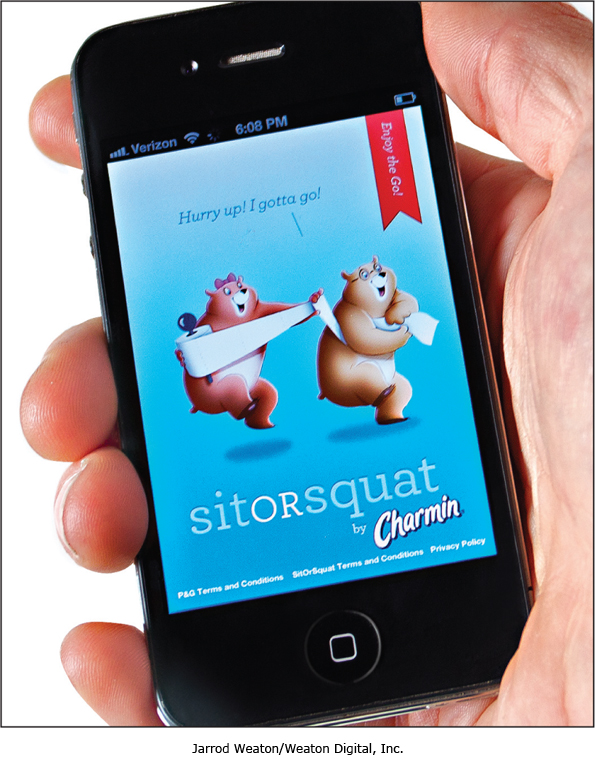 Verizon 6:08 PM
Enjoy the Go!
Hurry up! I gotta go!
sitORsquat
by Charmin
P&G Terms and Conditions SitOrSquat Terms and Conditions Privacy Policy
Jarrod Weaton/Weaton Digital, Inc.